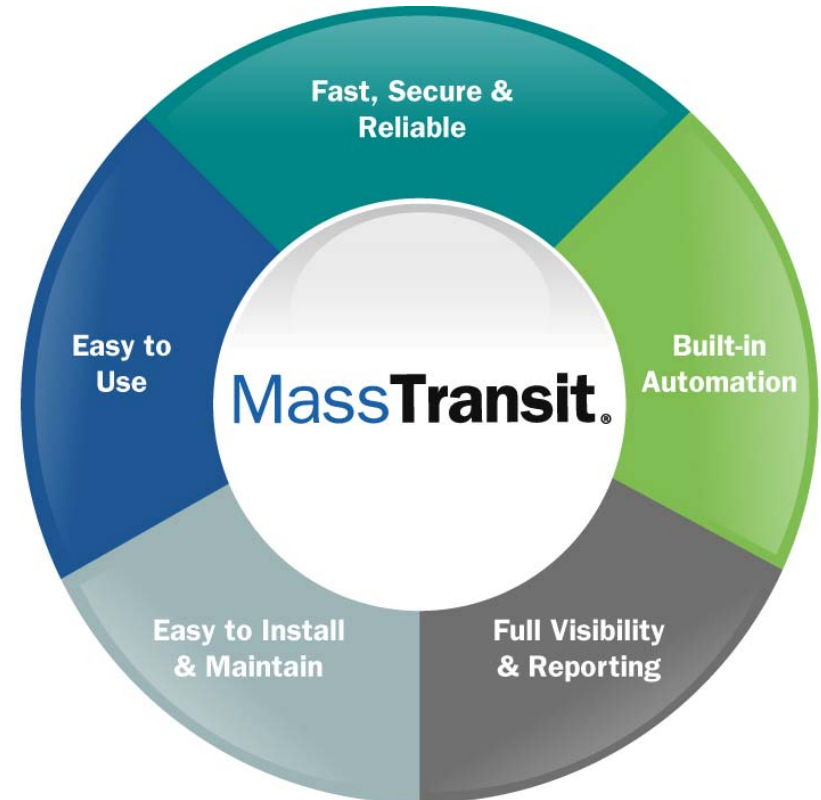 Fast, Secure &
Reliable
Easy to
Use
Built-in
Automation
MassTransit®
Easy to Install
& Maintain
Full Visibility
& Reporting